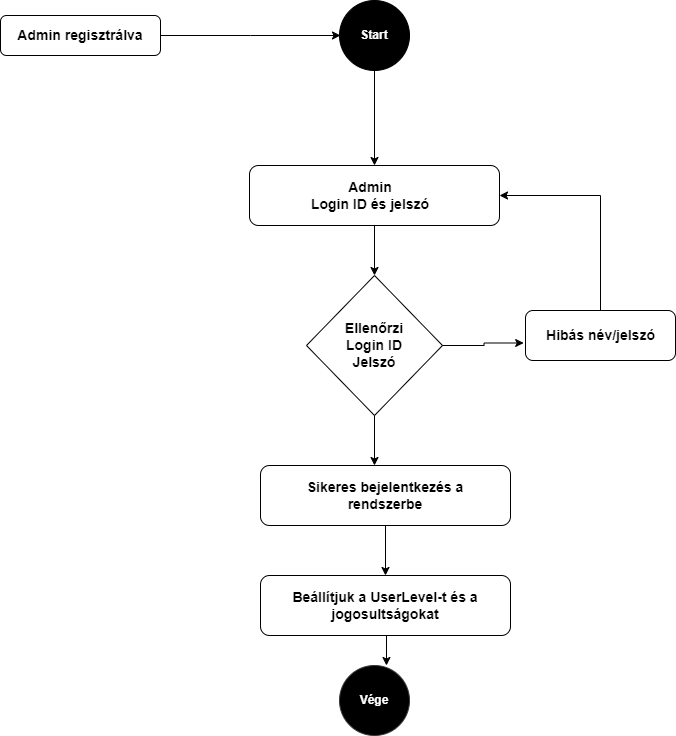 Admin regisztrálva
Start
Admin
Login ID és jelszó
Ellenőrzi
Login ID
Jelszó
Hibás név/jelszó
Sikeres bejelentkezés a
rendszerbe
Beállítjuk a UserLevel-t és a
jogosultságokat
Vége